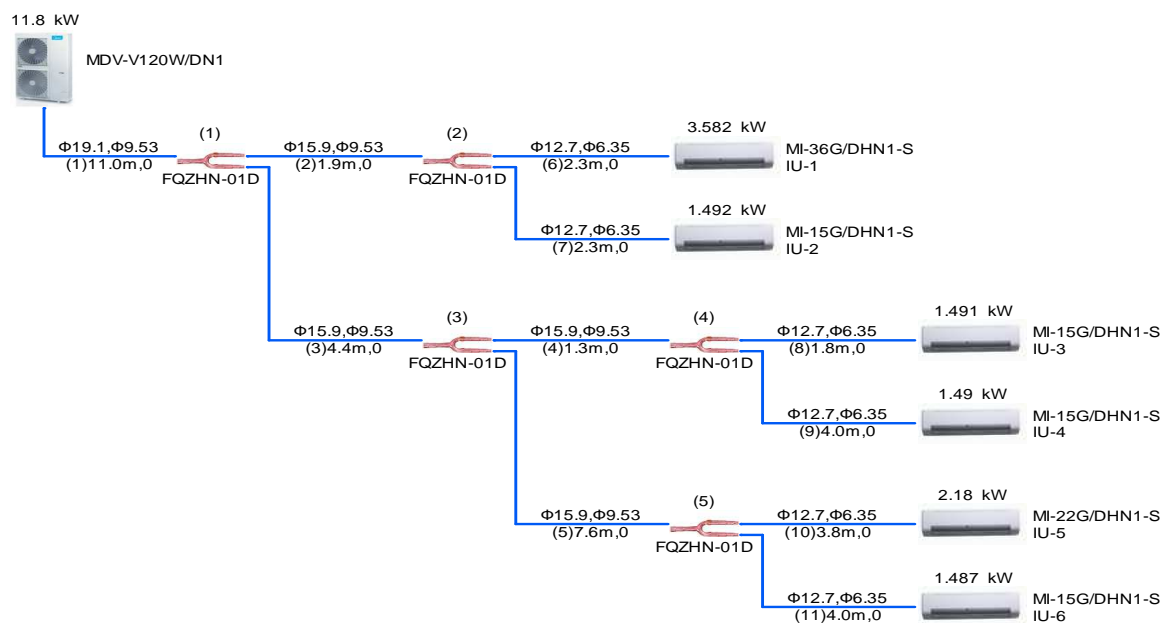 11.8 kW
MDV-V120W/DN1
Φ19.1,Φ9.53
(1)11.0m,0
(1)
FQZHN-01D
Φ15.9,Φ9.53
(2)1.9m,0
(2)
FQZHN-01D
Φ12.7,Φ6.35
(6)2.3m,0
3.582 kW
MI-36G/DHN1-S
IU-1
Φ12.7,Φ6.35
(7)2.3m,0
1.492 kW
MI-15G/DHN1-S
IU-2
Φ15.9,Φ9.53
(3)4.4m,0
(3)
FQZHN-01D
Φ15.9,Φ9.53
(4)1.3m,0
(4)
FQZHN-01D
Φ12.7,Φ6.35
(8)1.8m,0
1.491 kW
MI-15G/DHN1-S
IU-3
Φ12.7,Φ6.35
(9)4.0m,0
1.49 kW
MI-15G/DHN1-S
IU-4
Φ15.9,Φ9.53
(5)7.6m,0
(5)
FQZHN-01D
Φ12.7,Φ6.35
(10)3.8m,0
2.18 kW
MI-22G/DHN1-S
IU-5
Φ12.7,Φ6.35
(11)4.0m,0
1.487 kW
MI-15G/DHN1-S
IU-6